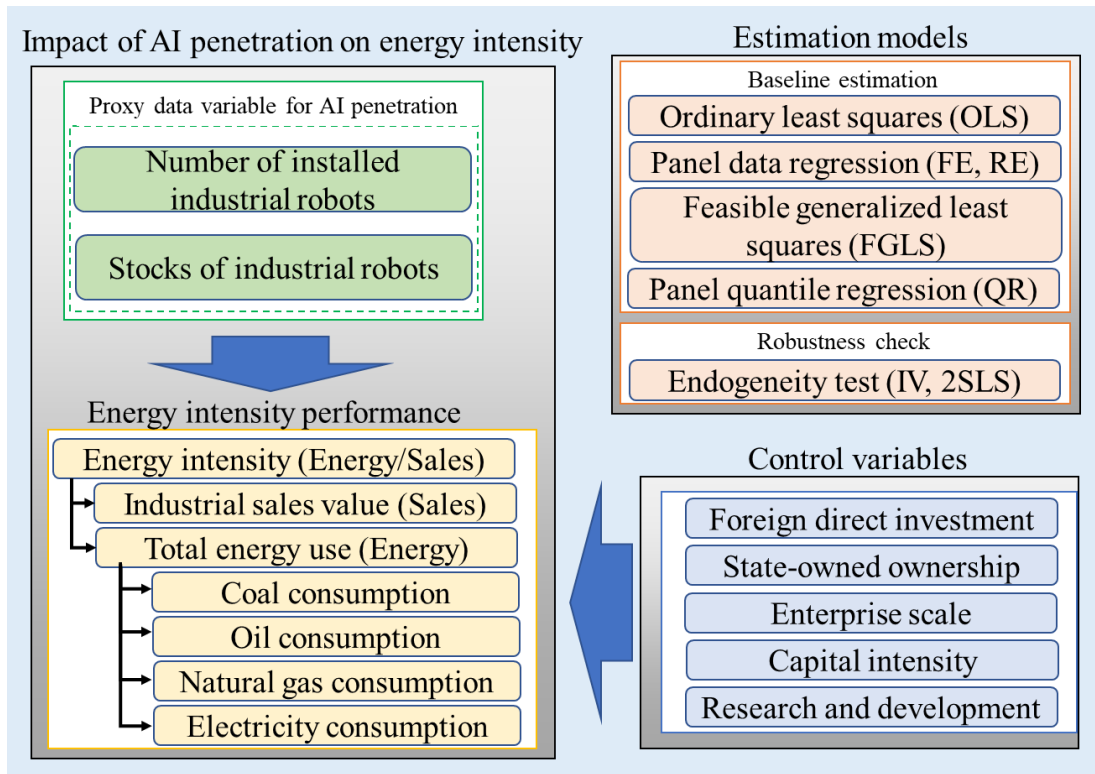 Impact of AI penetration on energy intensity
Proxy data variable for AI penetration
Number of installed
industrial robots
Stocks of industrial robots
Energy intensity performance
Energy intensity (Energy/Sales)
Industrial sales value (Sales)
Total energy use (Energy)
Coal consumption
Oil consumption
Natural gas consumption
Electricity consumption
Estimation models
Baseline estimation
Ordinary least squares (OLS)
Panel data regression (FE, RE)
Feasible generalized least
squares (FGLS)
Panel quantile regression (QR)
Robustness check
Endogeneity test (IV, 2SLS)
Control variables
Foreign direct investment
State-owned ownership
Enterprise scale
Capital intensity
Research and development